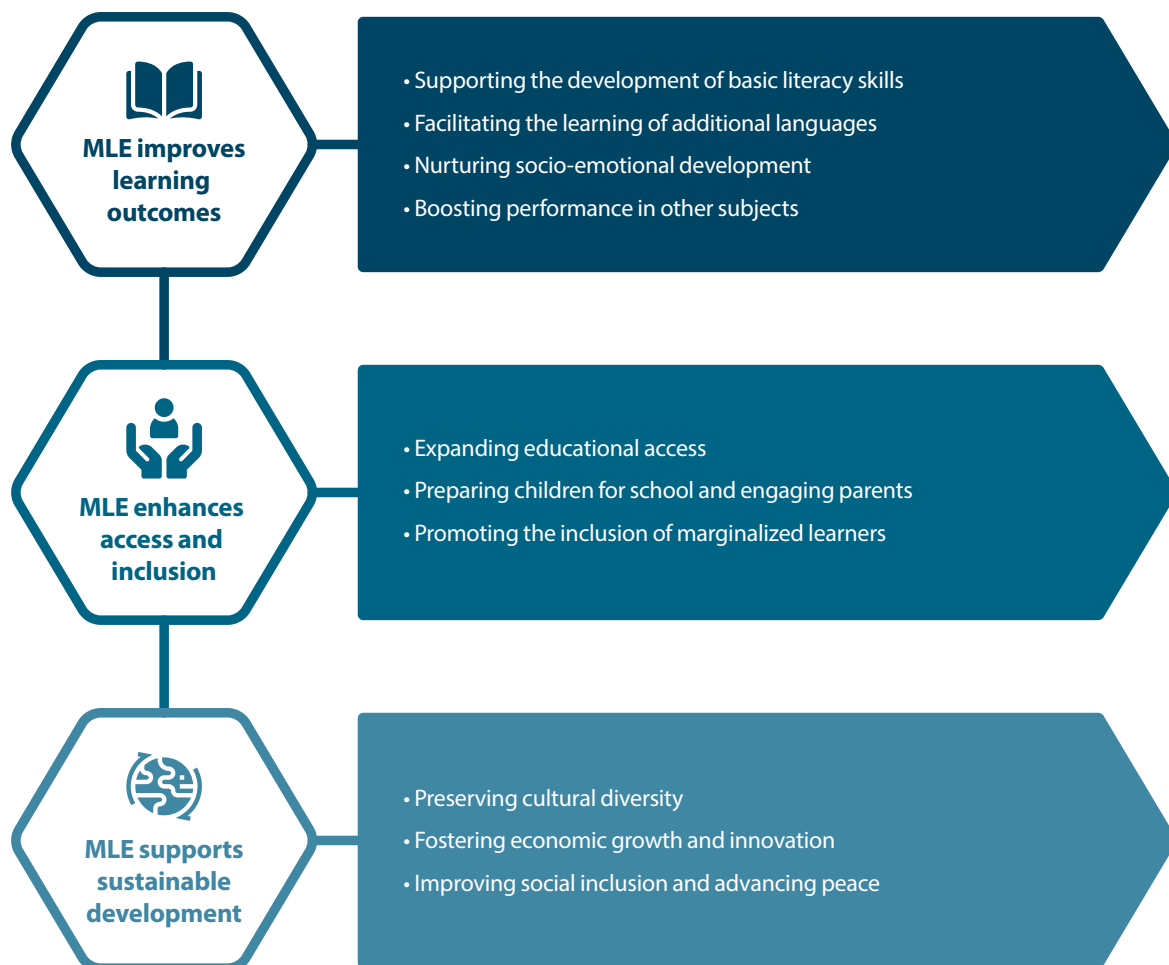 MLE improves
learning
outcomes
• Supporting the development of basic literacy skills
• Facilitating the learning of additional languages
• Nurturing socio-emotional development
• Boosting performance in other subjects
MLE enhances
access and
inclusion
• Expanding educational access
• Preparing children for school and engaging parents
• Promoting the inclusion of marginalized learners
MLE supports
sustainable
development
• Preserving cultural diversity
• Fostering economic growth and innovation
• Improving social inclusion and advancing peace